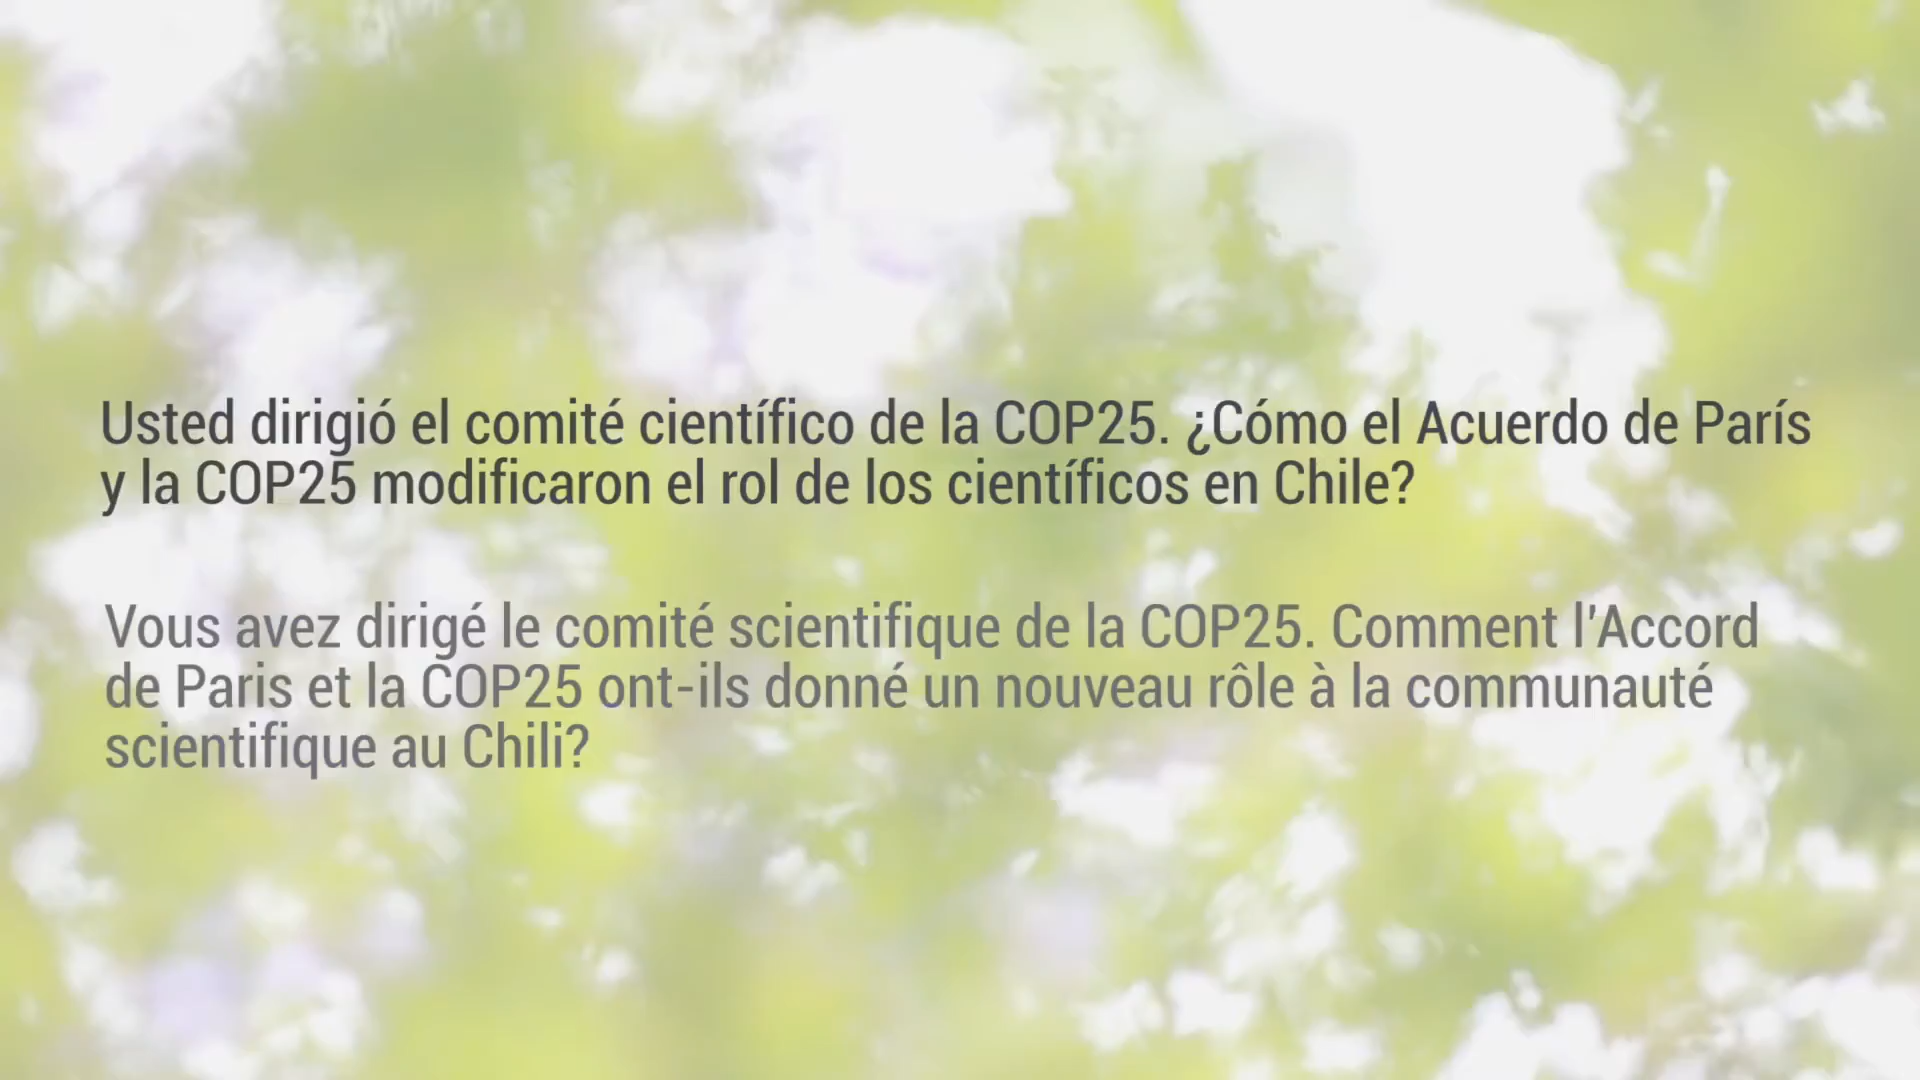 Usted dirigió el comité científico de la COP25. ¿Cómo el Acuerdo de París
y la COP25 modificaron el rol de los científicos en Chile?
Vous avez dirigé le comité scientifique de la COP25. Comment l'Accord
de Paris et la COP25 ont-ils donné un nouveau rôle à la communauté
scientifique au Chili?